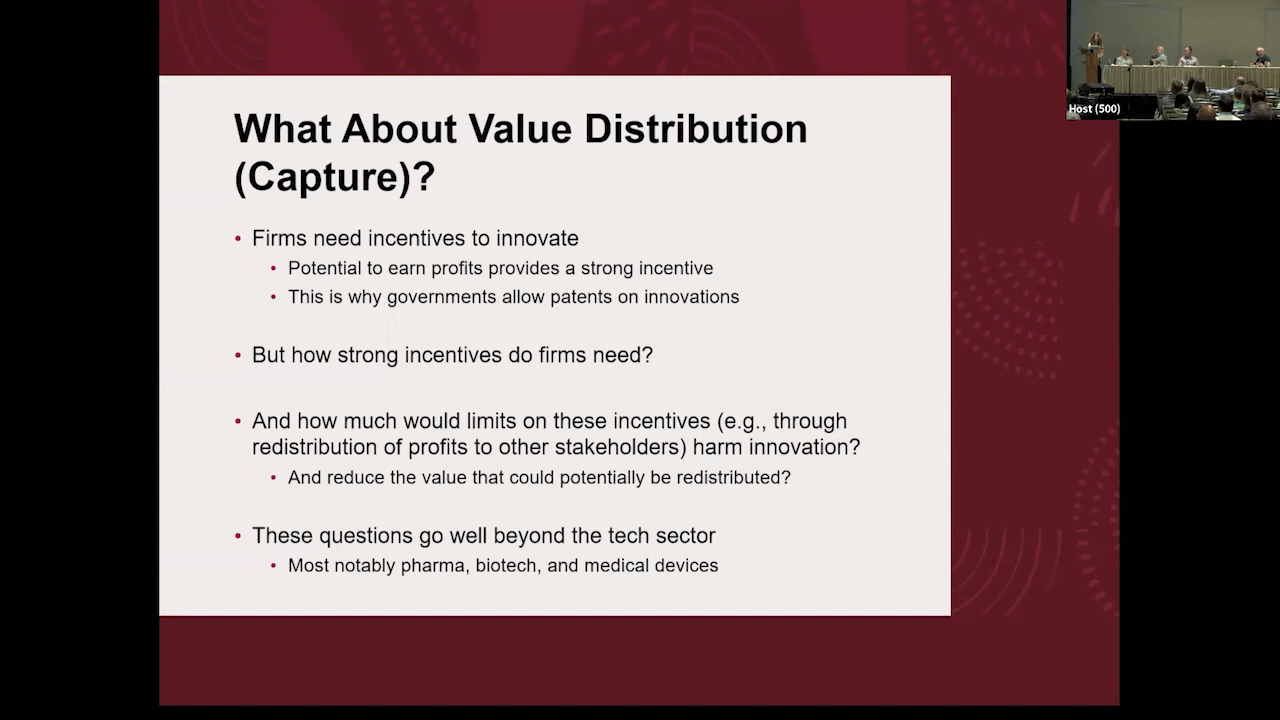 What About Value Distribution
(Capture)?
• Firms need incentives to innovate
• Potential to earn profits provides a strong incentive
• This is why governments allow patents on innovations
• But how strong incentives do firms need?
• And how much would limits on these incentives (e.g., through
redistribution of profits to other stakeholders) harm innovation?
• And reduce the value that could potentially be redistributed?
• These questions go well beyond the tech sector
• Most notably pharma, biotech, and medical devices
Host (500)